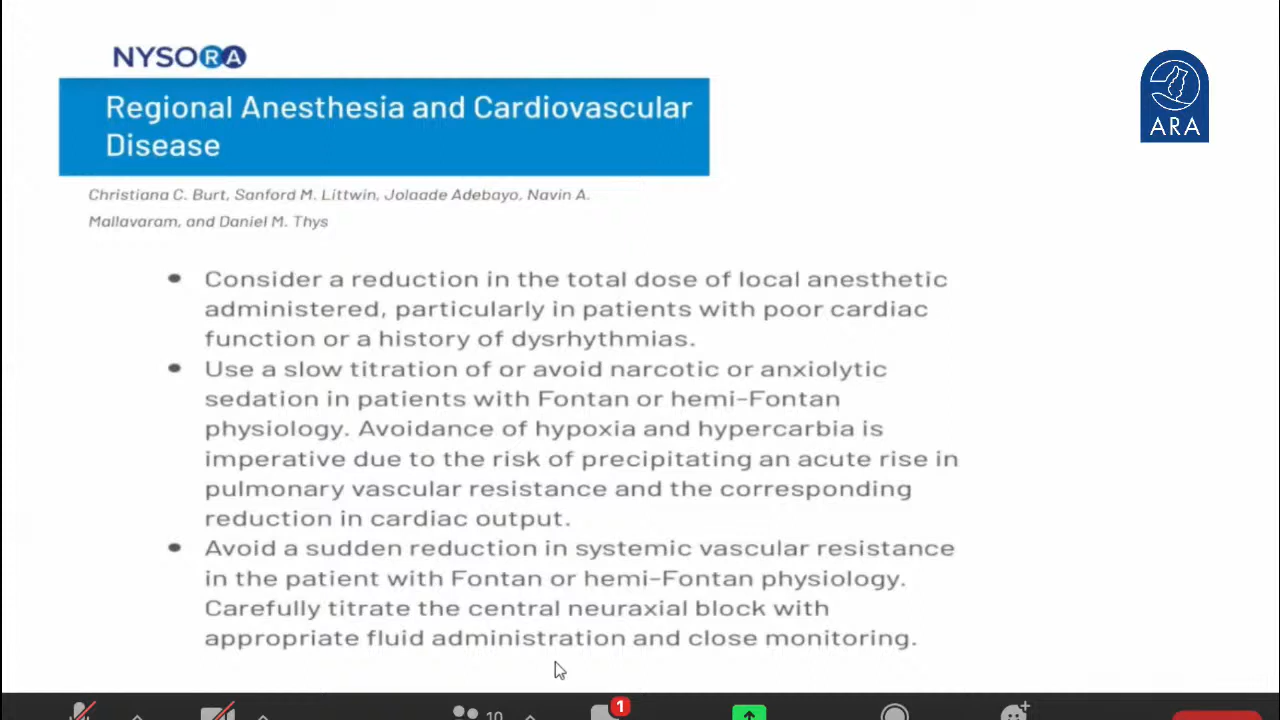 NYSORA
ARA
Regional Anesthesia and Cardiovascular
Disease
Christiana C. Burt, Sanford M. Littwin, Jolaade Adebayo, Navin A.
Mallavaram, and Daniel M. Thys
• Consider a reduction in the total dose of local anesthetic
administered, particularly in patients with poor cardiac
function or a history of dysrhythmias.
• Use a slow titration of or avoid narcotic or anxiolytic
sedation in patients with Fontan or hemi-Fontan
physiology. Avoidance of hypoxia and hypercarbia is
imperative due to the risk of precipitating an acute rise in
pulmonary vascular resistance and the corresponding
reduction in cardiac output.
• Avoid a sudden reduction in systemic vascular resistance
in the patient with Fontan or hemi-Fontan physiology.
Carefully titrate the central neuraxial block with
appropriate fluid administration and close monitoring.
10
1